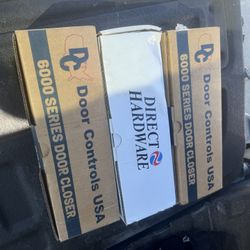 DC
Door Controls USA
6000 SERIES DOOR CLOSER
DIRECT
HARDWARE
DC
Door Controls USA
6000 SERIES DOOR CLOSER